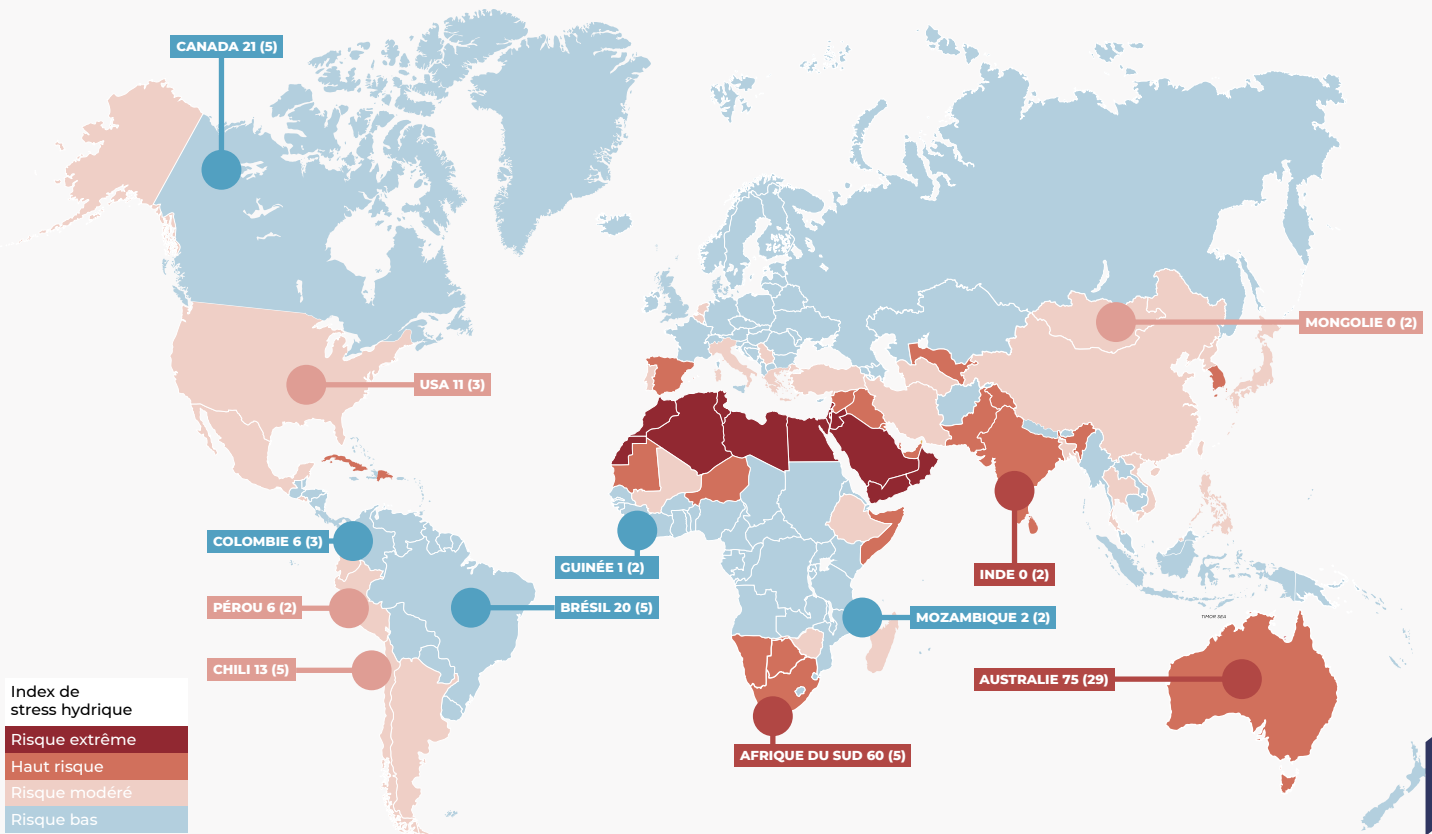 CANADA 21 (5)
MONGOLIE 0 (2)
USA 11 (3)
COLOMBIE 6 (3)
GUINÉE 1 (2)
INDE 0 (2)
PÉROU 6 (2)
BRÉSIL 20 (5)
MOZAMBIQUE 2 (2)
TIMOR SEA
CHILI 13 (5)
AUSTRALIE 75 (29)
AFRIQUE DU SUD 60 (5)
Index de
stress hydrique
Risque extrême
Haut risque
Risque modéré
Risque bas